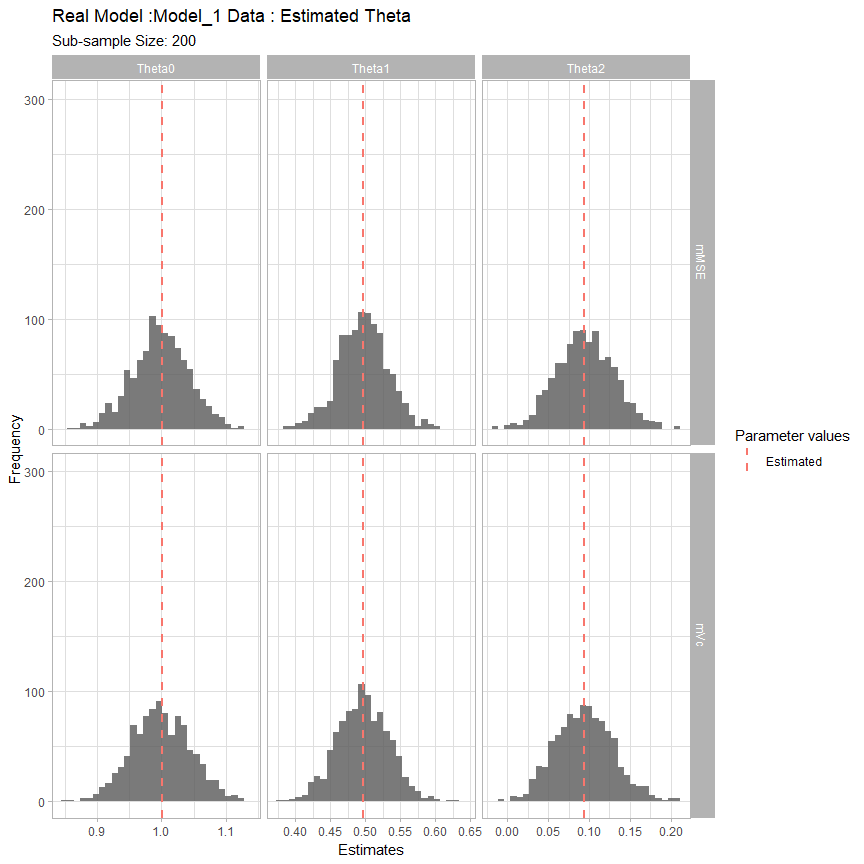 Real Model :Model_1 Data : Estimated Theta
Sub-sample Size: 200
Theta0 Theta1 Theta2
300
200
100
0
mMSE
300
200
100
0
mVc
Frequency
0.9 1.0 1.1 0.40 0.45 0.50 0.55 0.60 0.65 0.00 0.05 0.10 0.15 0.20
Estimates
Parameter values
Estimated